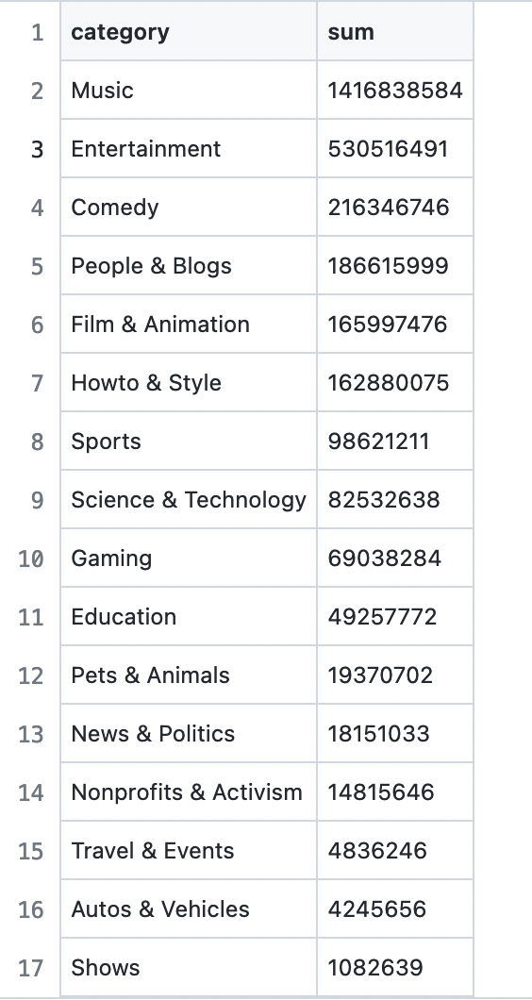 1 category sum
2 Music 1416838584
3 Entertainment 530516491
4 Comedy 216346746
5 People & Blogs 186615999
6 Film & Animation 165997476
7 Howto & Style 162880075
8 Sports 98621211
9 Science & Technology 82532638
10 Gaming 69038284
11 Education 49257772
12 Pets & Animals 19370702
13 News & Politics 18151033
14 Nonprofits & Activism 14815646
15 Travel & Events 4836246
16 Autos & Vehicles 4245656
17 Shows 1082639